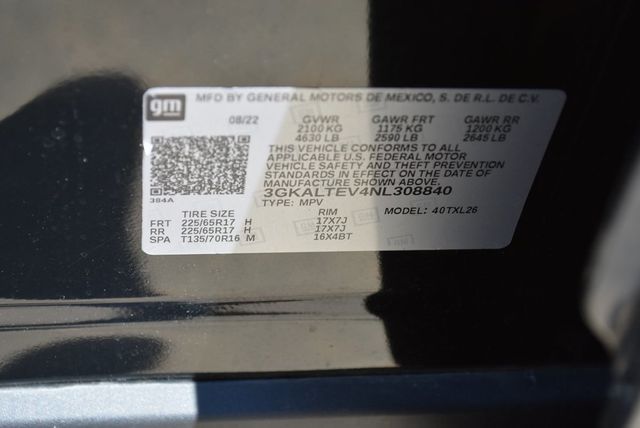 gm MFD BY GENERAL MOTORS DE MEXICO, S. DE R.L. DE C.V.
08/22 GVWR GAWR FRT GAWR RR
2100 KG 1175 KG 1200 KG
4630 LB 2590 LB 2645 LB
THIS VEHICLE CONFORMS TO ALL
APPLICABLE U.S. FEDERAL MOTOR
VEHICLE SAFETY AND THEFT PREVENTION
STANDARDS IN EFFECT ON THE DATE OF
MANUFACTURE SHOWN ABOVE.
384A 3GKALTEV4NL308840
TYPE: MPV
TIRE SIZE RIM MODEL: 40TXL26
FRT 225/65R17 H 17X7J
RR 225/65R17 H 17X7J
SPA T135/70R16 M 16X4BT